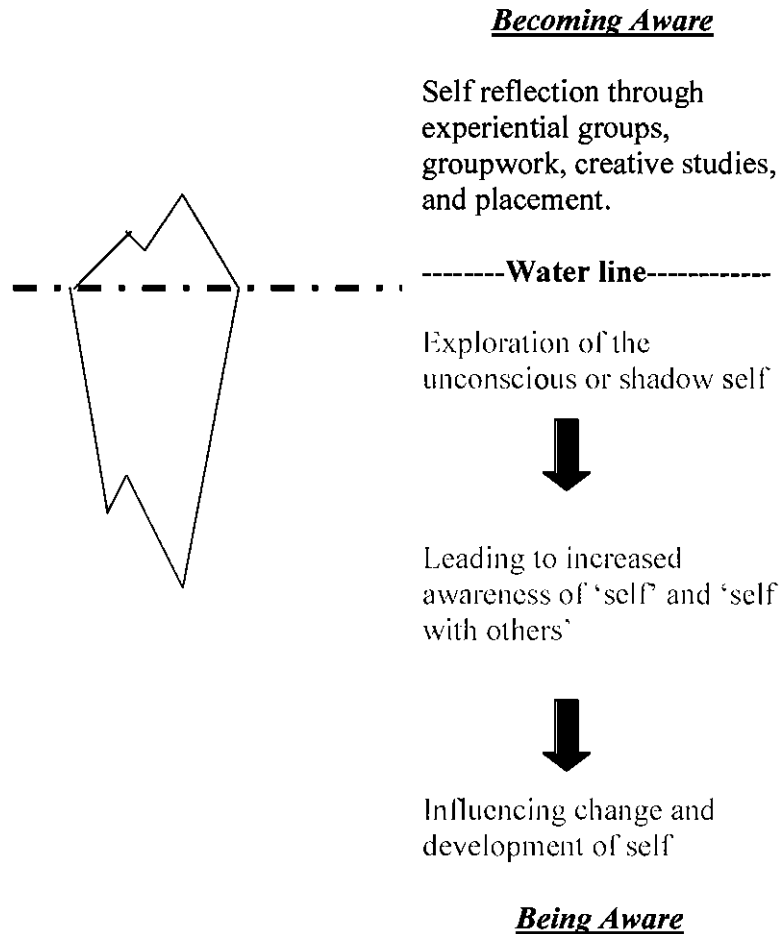 Becoming Aware
Self reflection through
experiential groups,
groupwork, creative studies,
and placement.
--------Water line------------
Exploration of the
unconscious or shadow self
Leading to increased
awareness of ‘self’ and ‘self
with others’
Influencing change and
development of self
Being Aware